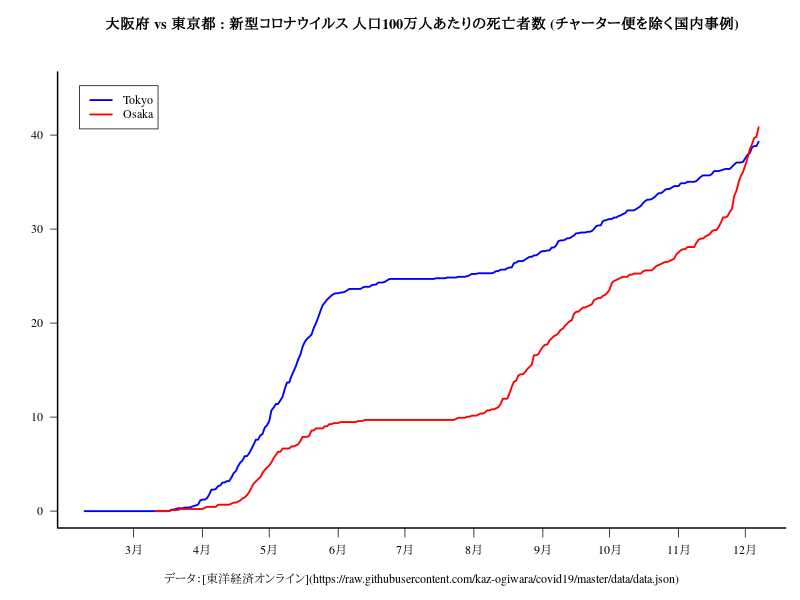 大阪府 vs 東京都 : 新型コロナウイルス 人口100万人あたりの死亡者数 (チャーター便を除く国内事例)
Tokyo
Osaka
40
30
20
10
0
3月 4月 5月 6月 7月 8月 9月 10月 11月 12月
データ:[東洋経済オンライン](https://raw.githubusercontent.com/kaz-ogiwara/covid19/master/data/data.json)